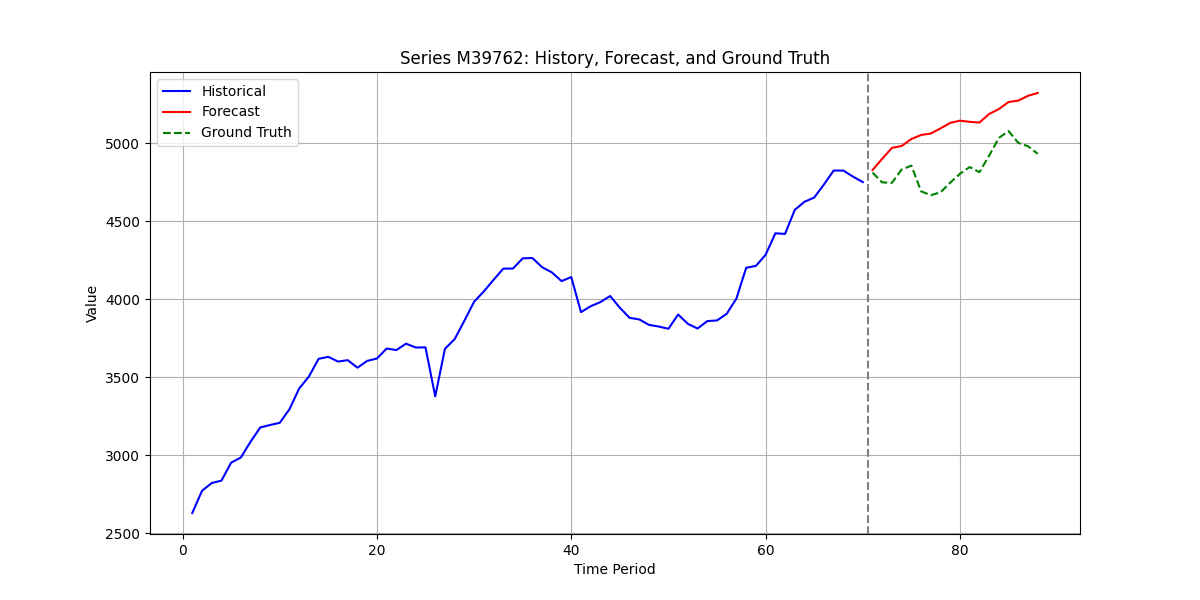 Series M39762: History, Forecast, and Ground Truth
Historical
Forecast
Ground Truth
Value
5000
4500
4000
3500
3000
2500
0 20 40 60 80
Time Period